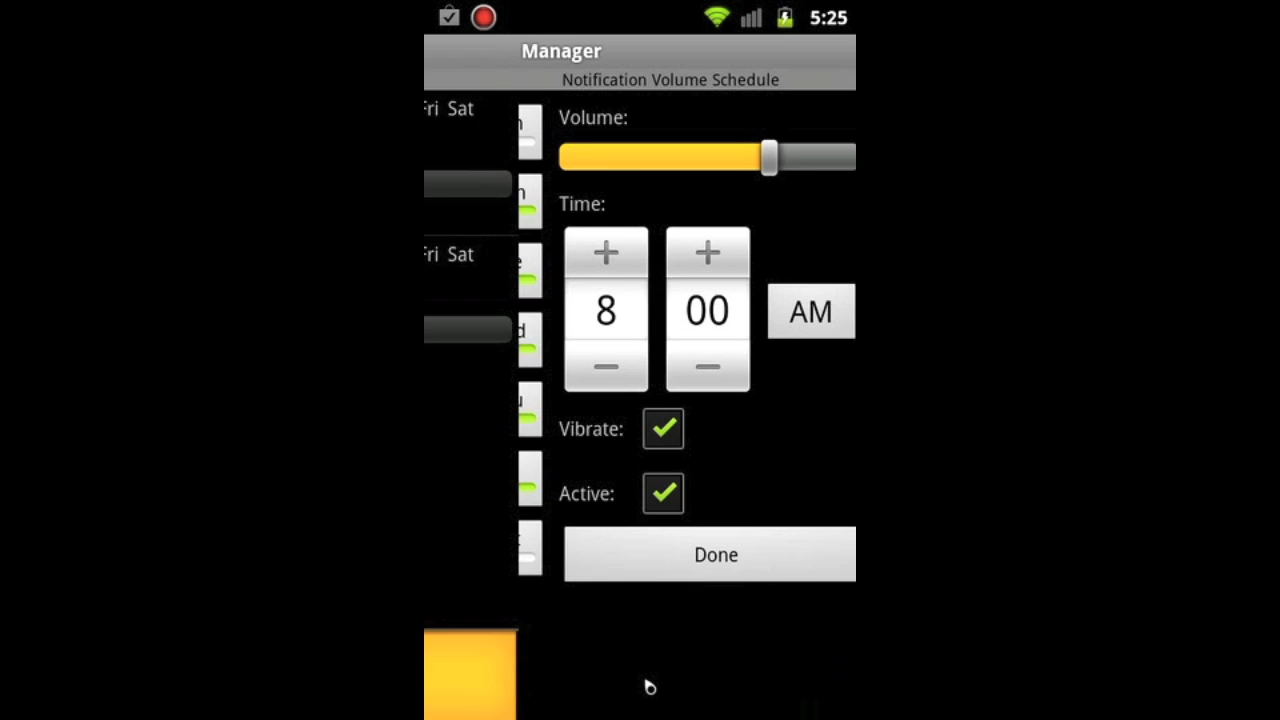 5:25
Manager
Notification Volume Schedule
Fri Sat
Volume:
Time:
Fri Sat
8 00 AM
Vibrate:
Active:
Done